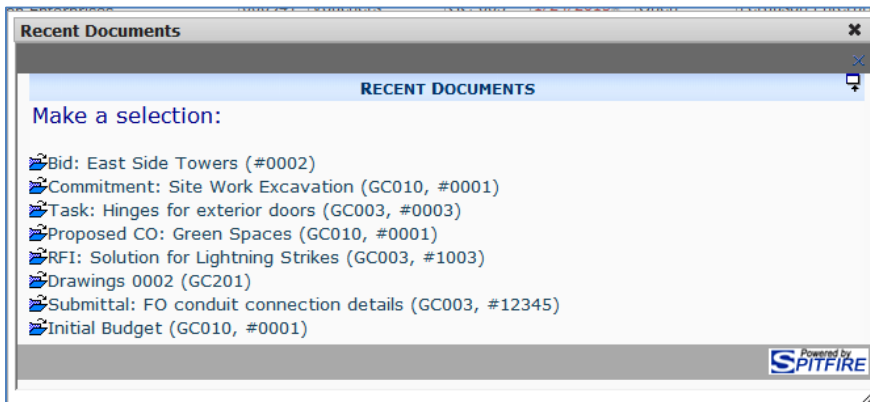 Recent Documents
RECENT DOCUMENTS
Make a selection:
Bid: East Side Towers (#0002)
Commitment: Site Work Excavation (GC010, #0001)
Task: Hinges for exterior doors (GC003, #0003)
Proposed CO: Green Spaces (GC010, #0001)
RFI: Solution for Lightning Strikes (GC003, #1003)
Drawings 0002 (GC201)
Submittal: FO conduit connection details (GC003, #12345)
Initial Budget (GC010, #0001)
Powered by
SPITFIRE